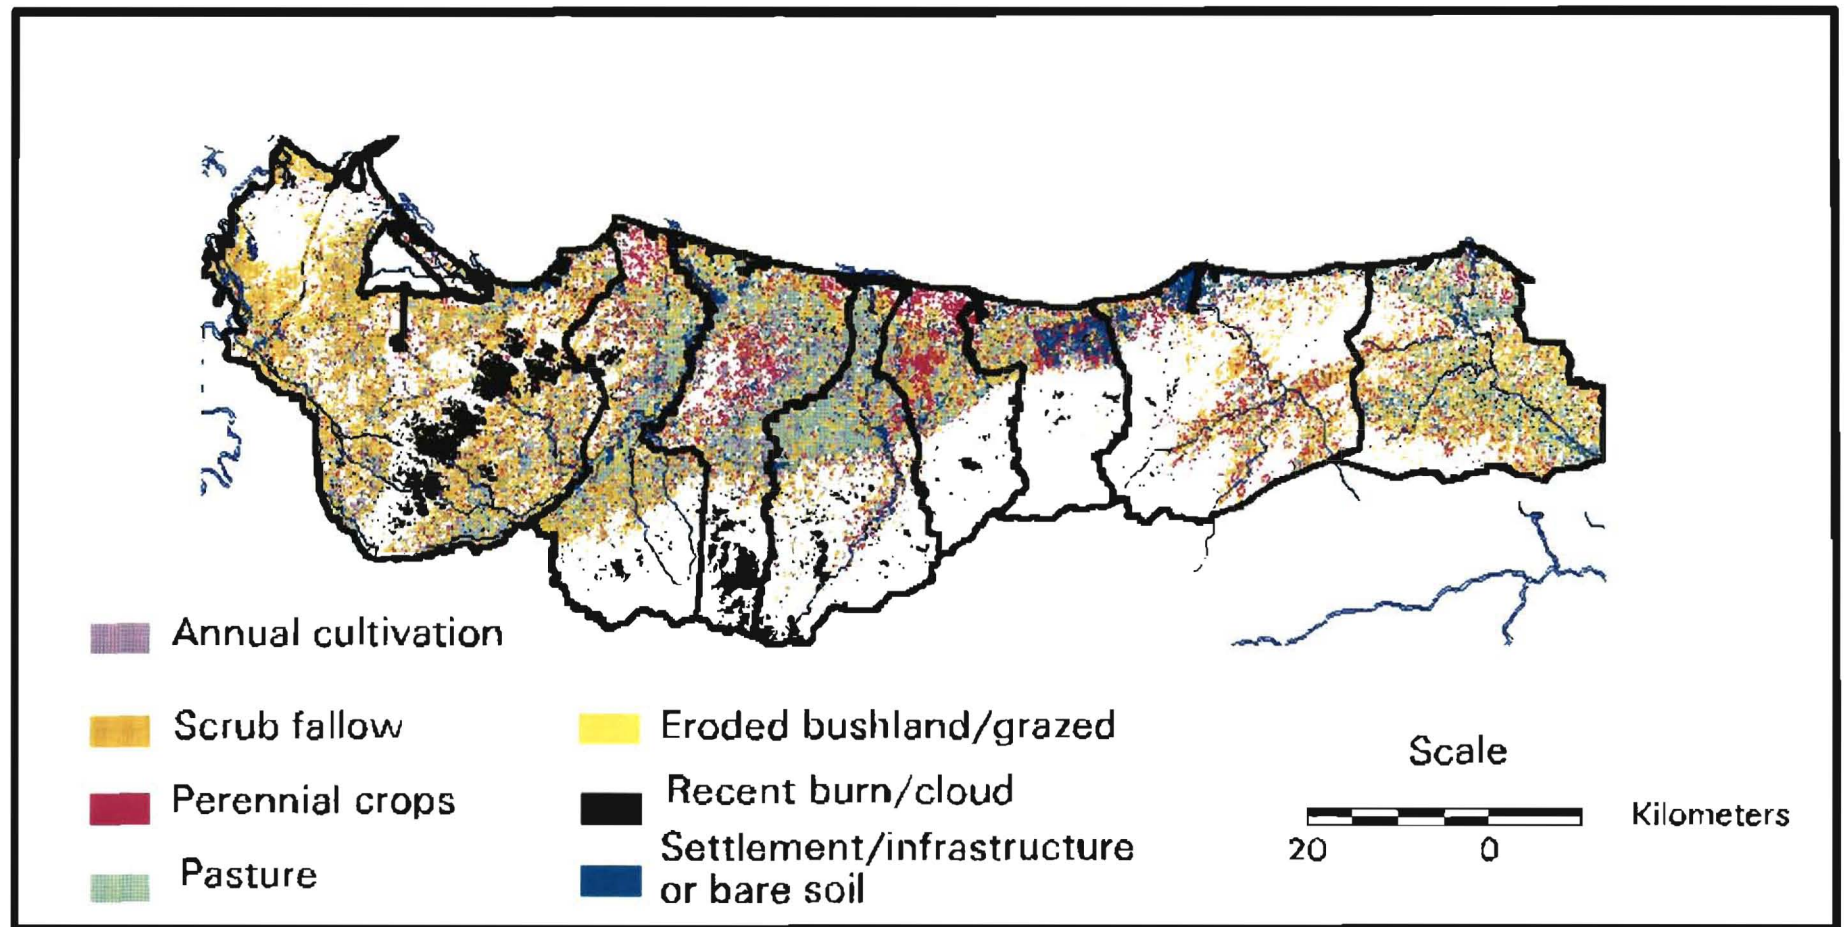 Annual cultivation
Scrub fallow
Perennial crops
Pasture
Eroded bushland/grazed
Recent burn/cloud
Settlement/infrastructure
or bare soil
Scale
Kilometers
20 0